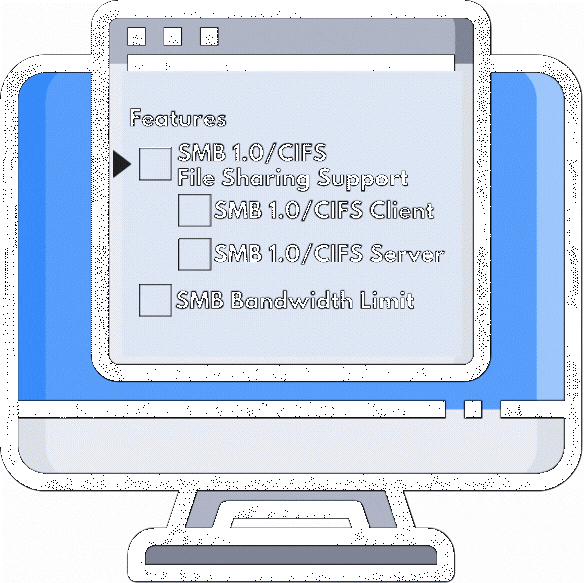 Features
SMB 1.0/CIFS
File Sharing Support
SMB 1.0/CIFS Client
SMB 1.0/CIFS Server
SMB Bandwidth Limit